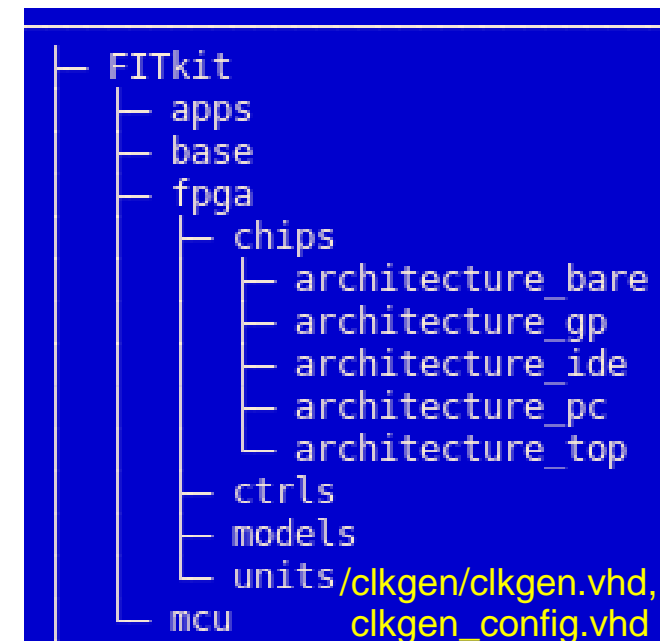 FITkit
apps
base
fpga
chips
architecture_bare
architecture_gp
architecture_ide
architecture_pc
architecture_top
ctrls
models
units/clkgen/clkgen.vhd,
mcu clkgen_config.vhd